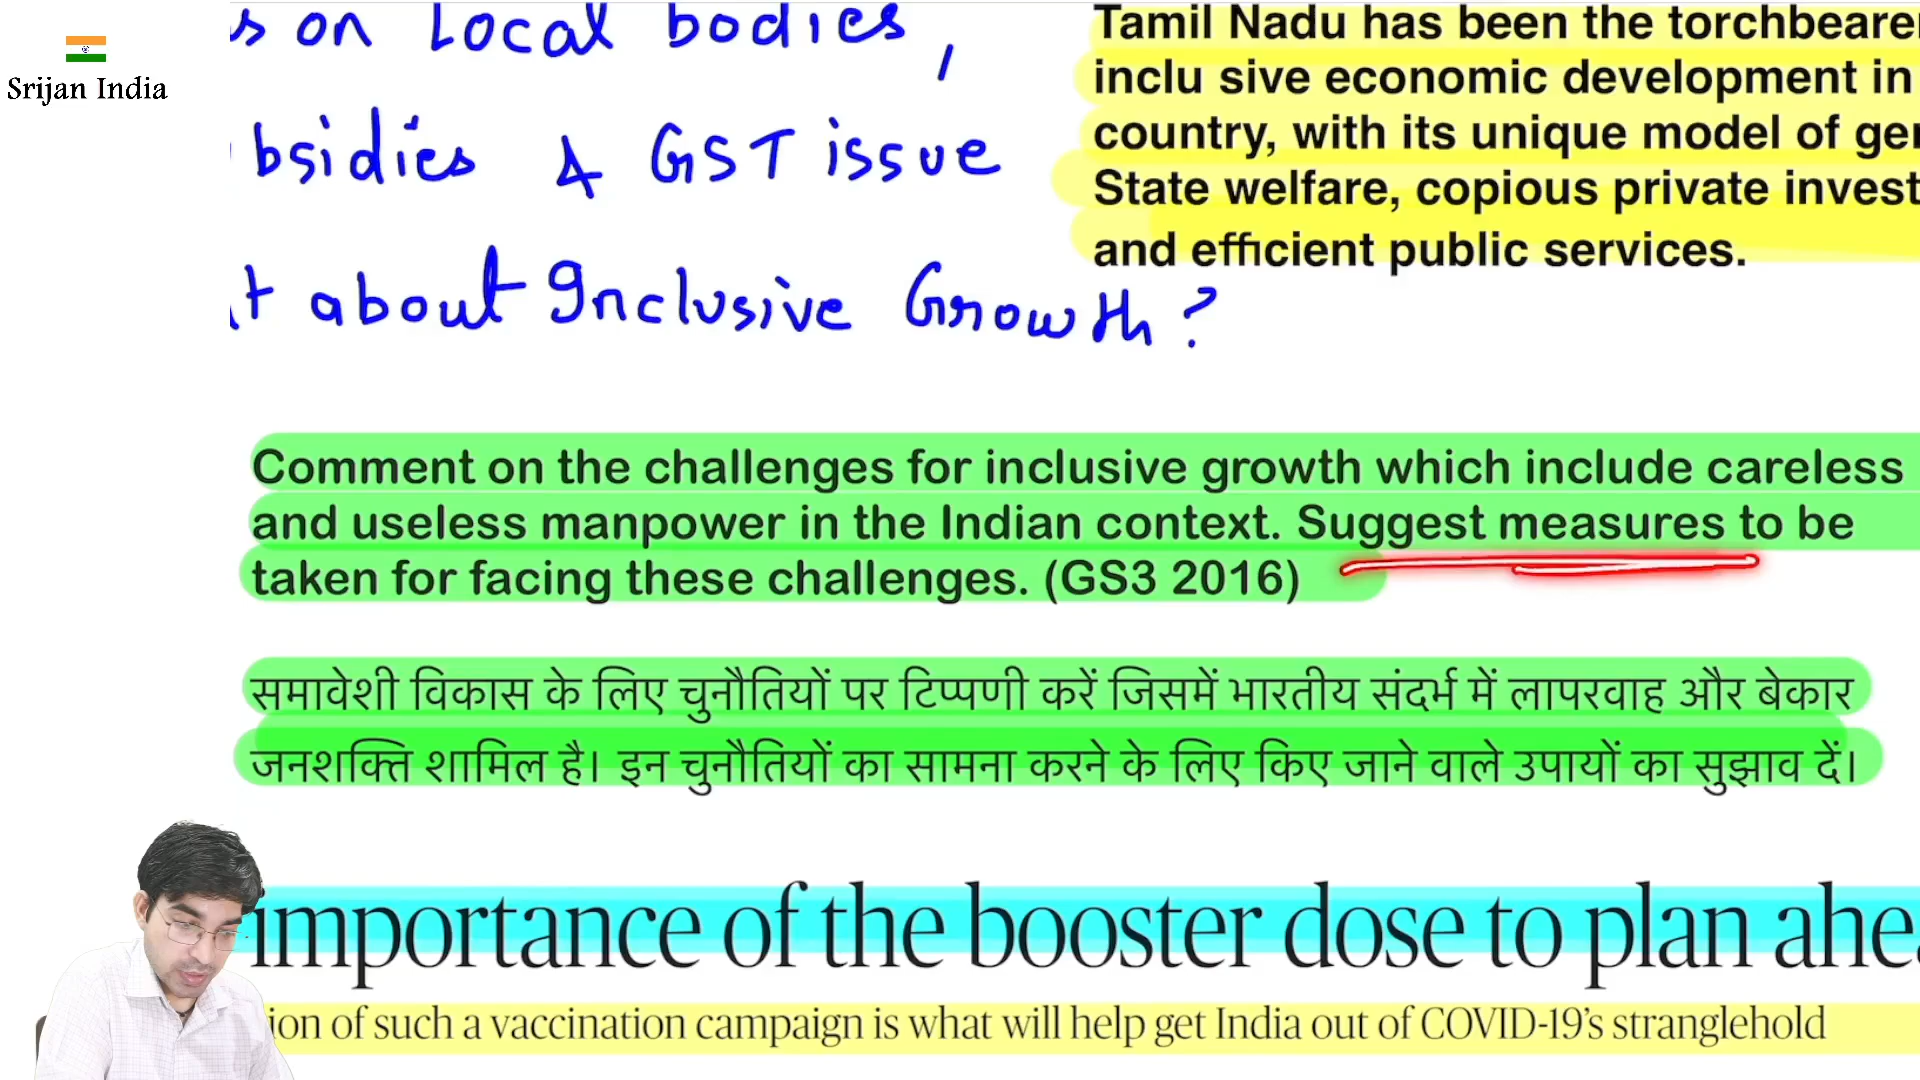 Srijan India
s on Local bodies,
bsidies & GST issue
t about Inclusive Growth?
Tamil Nadu has been the torchbearer
inclu sive economic development in
country, with its unique model of
State welfare, copious private
and efficient public services.
Comment on the challenges for inclusive growth which include careless
and useless manpower in the Indian context. Suggest measures to be
taken for facing these challenges. (GS3 2016)
समावेशी विकास के लिए चुनौतियों पर टिप्पणी करें जिसमें भारतीय संदर्भ में लापरवाह और बेकार
जनशक्ति शामिल है। इन चुनौतियों का सामना करने के लिए किए जाने वाले उपायों का सुझाव दें।
importance of the booster dose to plan
ion of such a vaccination campaign is what will help get India out of COVID-19's stranglehold